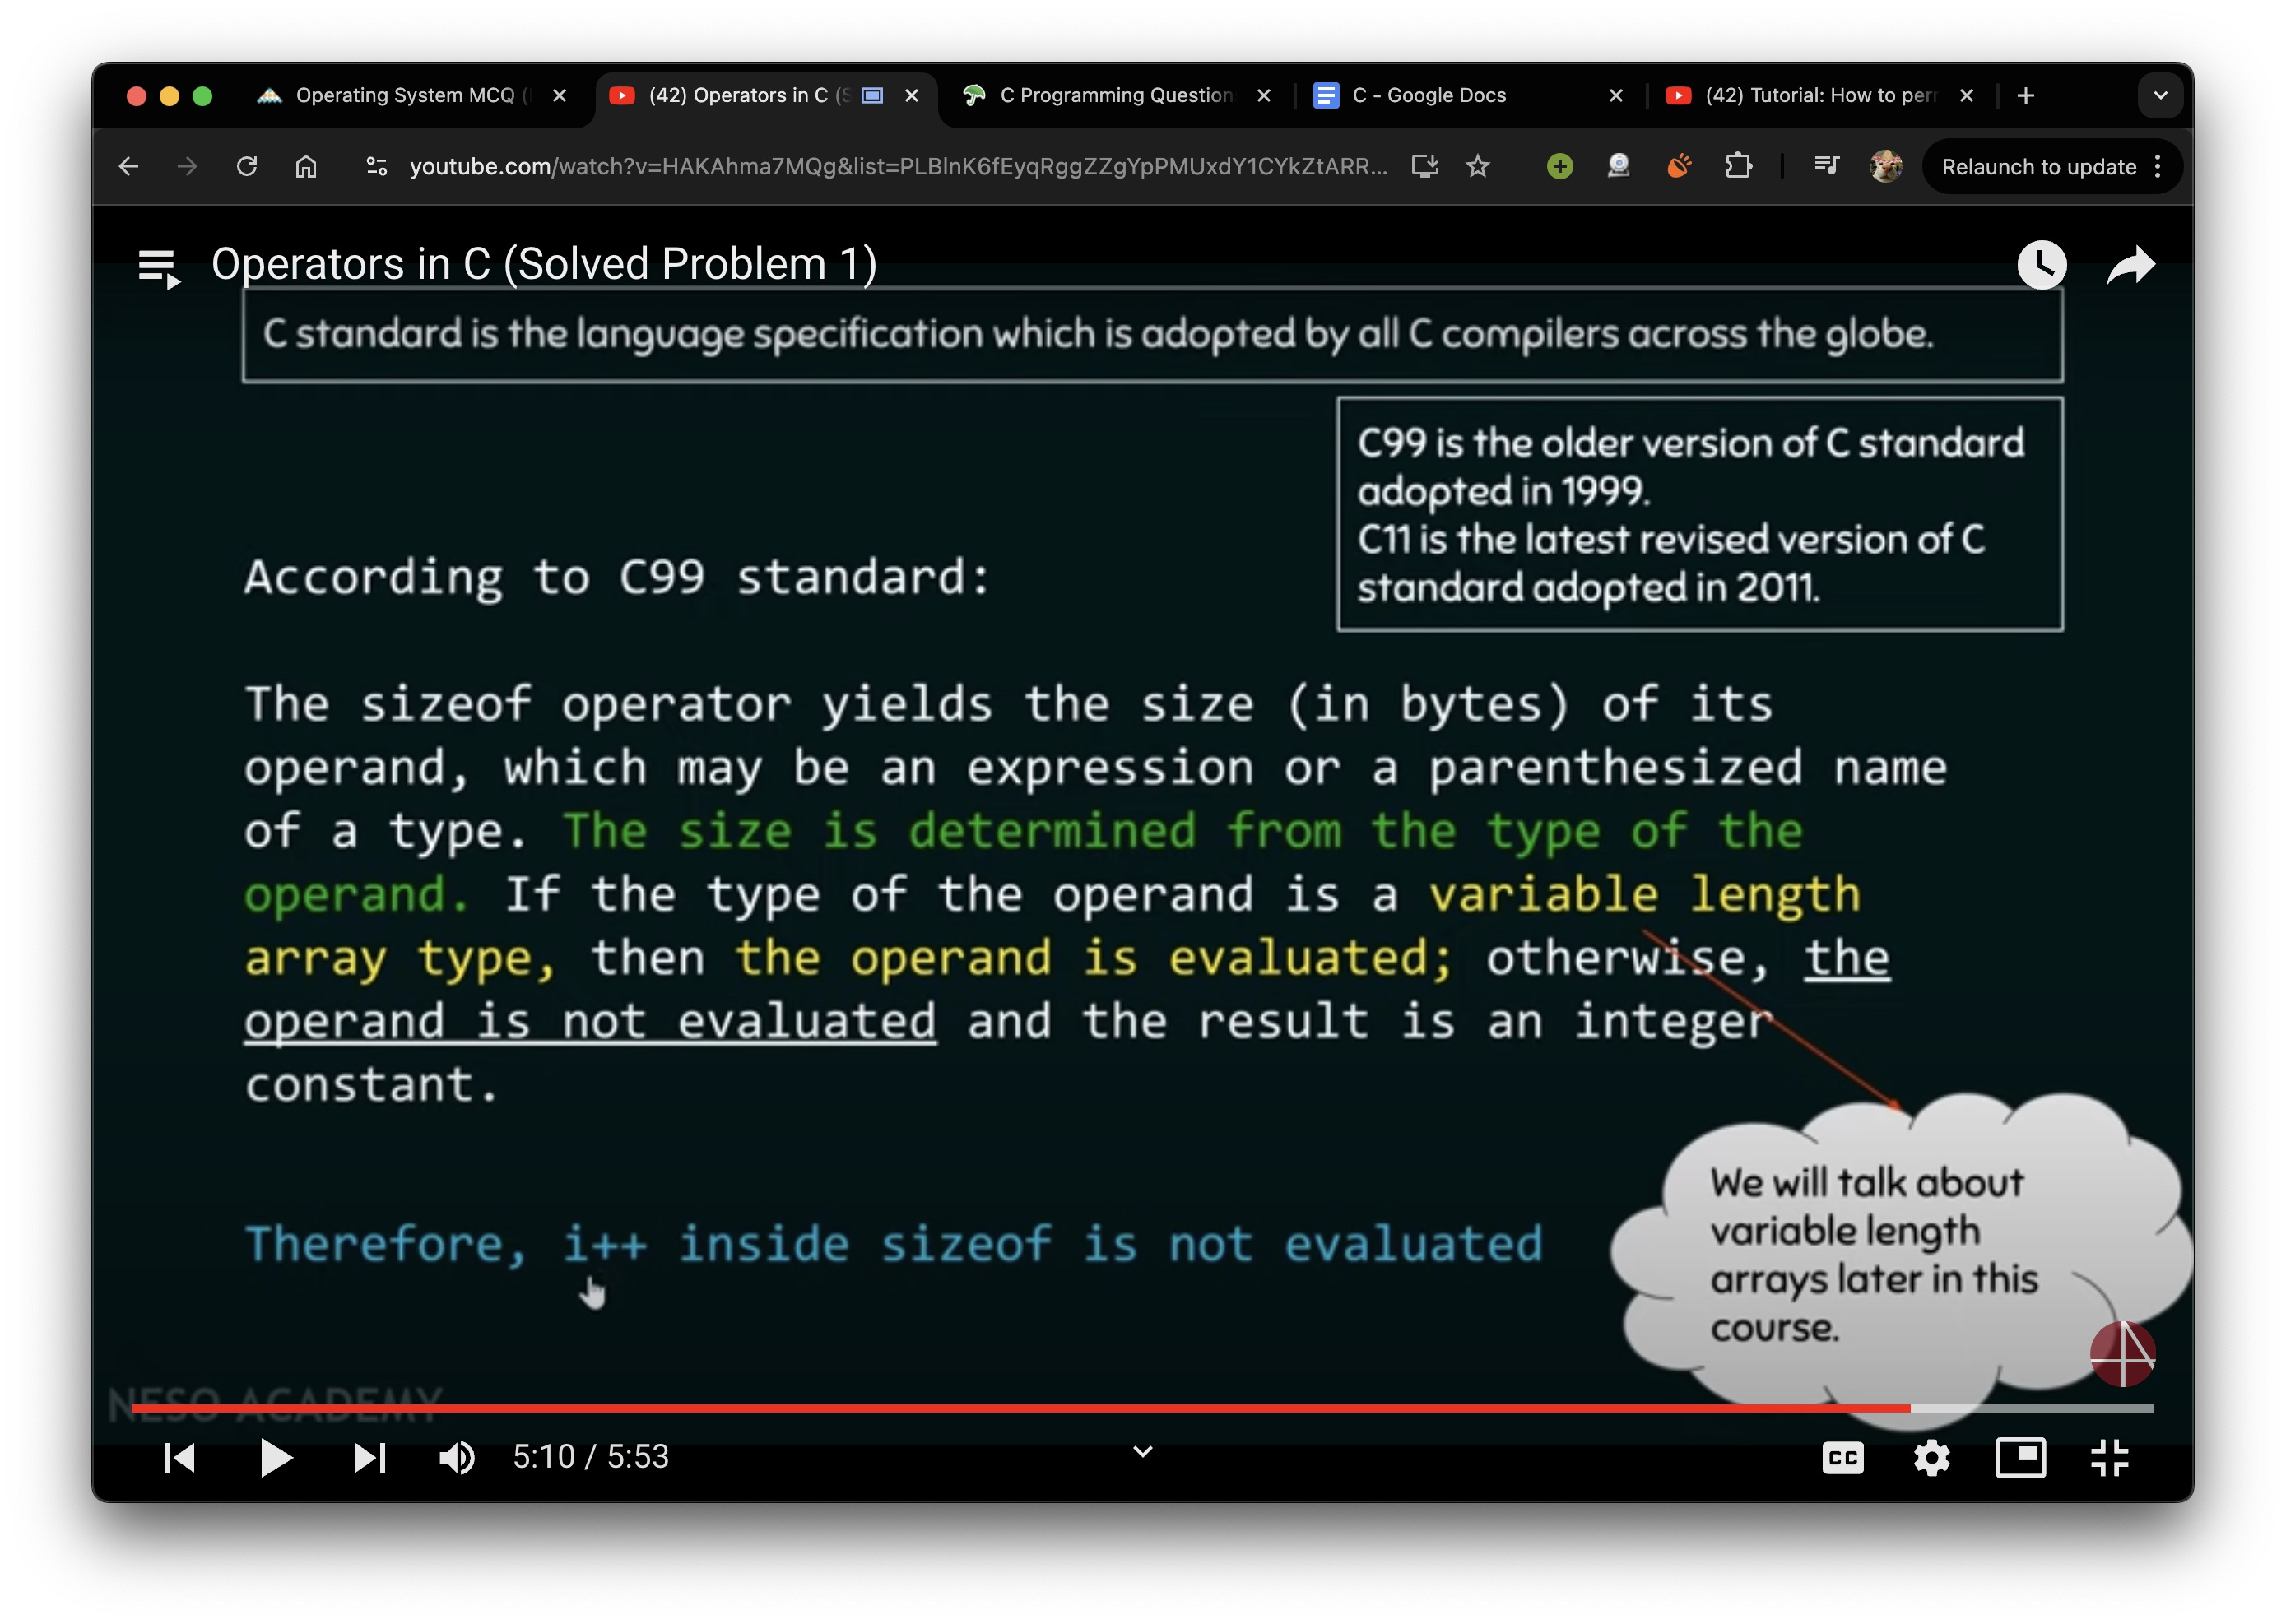 Operating System MCQ (
(42) Operators in C (S
C Programming Question
C - Google Docs
(42) Tutorial: How to per
youtube.com/watch?v=HAKAhma7MQg&list=PLBlnK6fEyqRggZZgYpPMUxdY1CYkZtARR...
Relaunch to update
Operators in C (Solved Problem 1)
C standard is the language specification which is adopted by all C compilers across the globe.
C99 is the older version of C standard
adopted in 1999.
C11 is the latest revised version of C
standard adopted in 2011.
According to C99 standard:
The sizeof operator yields the size (in bytes) of its
operand, which may be an expression or a parenthesized name
of a type. The size is determined from the type of the
operand. If the type of the operand is a variable length
array type, then the operand is evaluated; otherwise, the
operand is not evaluated and the result is an integer
constant.
Therefore, i++ inside sizeof is not evaluated
We will talk about
variable length
arrays later in this
course.
NESO ACADEMY
5:10 / 5:53
CC